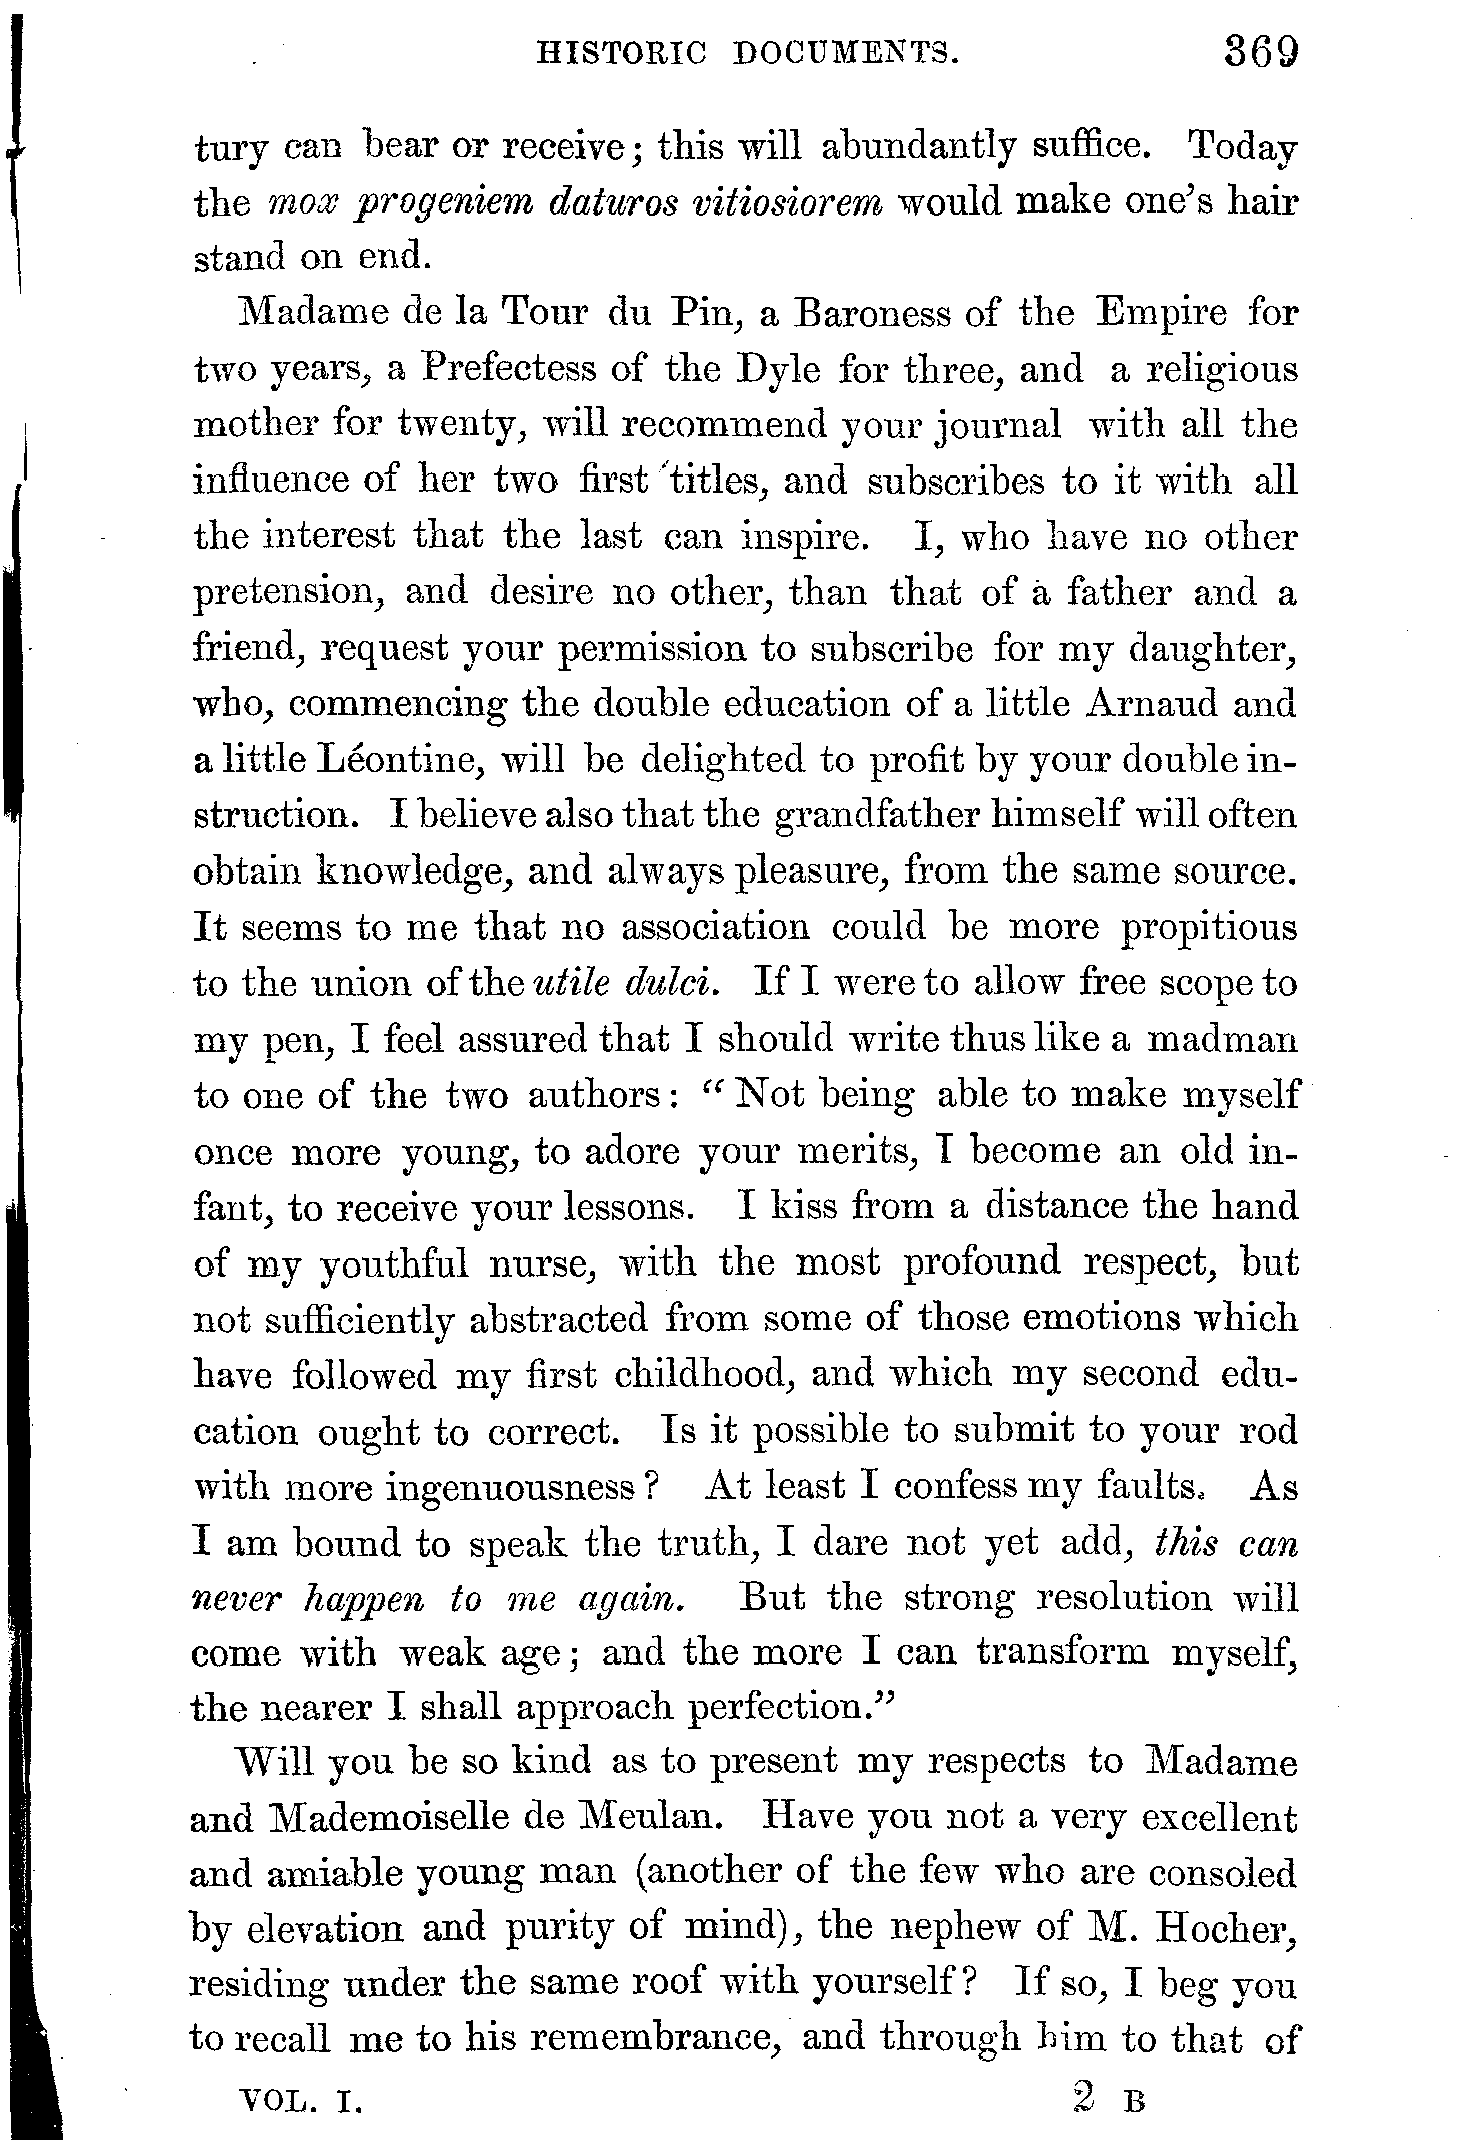 HISTORIC DOCUMENTS. 369
tury can bear or receive; this will abundantly suffice. Today
the mox progeniem daturos vitiosiorem would make one's hair
stand on end.
Madame de la Tour du Pin, a Baroness of the Empire for
two years, a Prefectess of the Dyle for three, and a religious
mother for twenty, will recommend your journal with all the
influence of her two first titles, and subscribes to it with all
the interest that the last can inspire. I, who have no other
pretension, and desire no other, than that of a father and a
friend, request your permission to subscribe for my daughter,
who, commencing the double education of a little Arnaud and
a little Léontine, will be delighted to profit by your double in-
struction. I believe also that the grandfather himself will often
obtain knowledge, and always pleasure, from the same source.
It seems to me that no association could be more propitious
to the union of the utile dulci. If I were to allow free scope to
my pen, I feel assured that I should write thus like a madman
to one of the two authors: "Not being able to make myself
once more young, to adore your merits, I become an old in-
fant, to receive your lessons. I kiss from a distance the hand
of my youthful nurse, with the most profound respect, but
not sufficiently abstracted from some of those emotions which
have followed my first childhood, and which my second edu-
cation ought to correct. Is it possible to submit to your rod
with more ingenuousness? At least I confess my faults. As
I am bound to speak the truth, I dare not yet add, this can
never happen to me again. But the strong resolution will
come with weak age; and the more I can transform myself,
the nearer I shall approach perfection."
Will you be so kind as to present my respects to Madame
and Mademoiselle de Meulan. Have you not a very excellent
and amiable young man (another of the few who are consoled
by elevation and purity of mind), the nephew of M. Hocher,
residing under the same roof with yourself? If so, I beg you
to recall me to his remembrance, and through him to that of
VOL. I. 2 B